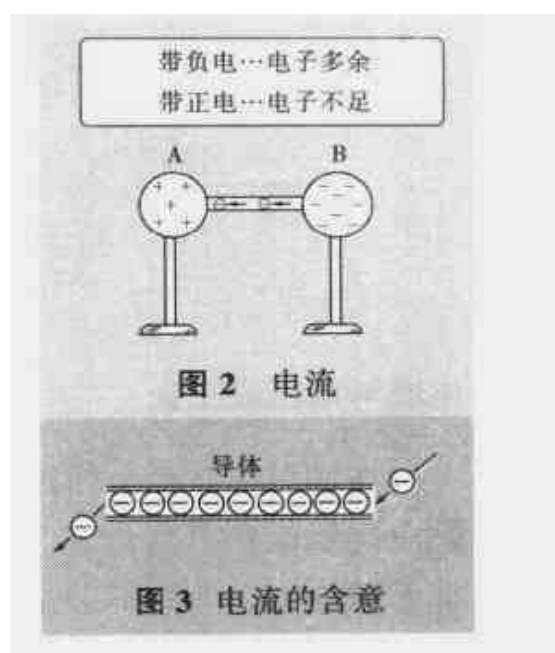 带负电…电子多余
带正电…电子不足
A
B
图 2 电流
导体
图 3 电流的含意